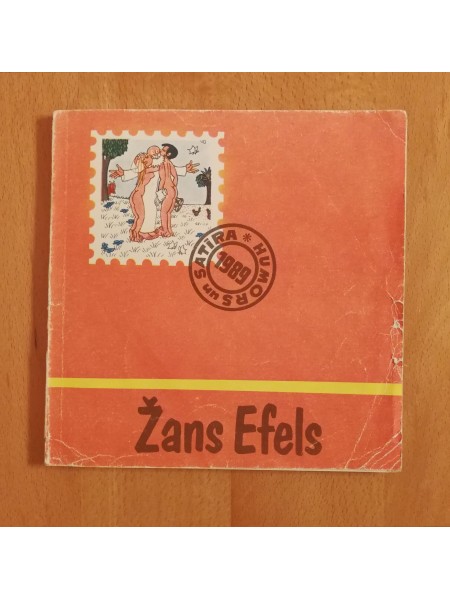 SATĪRA * HUMORS un
1989
Žans Efels